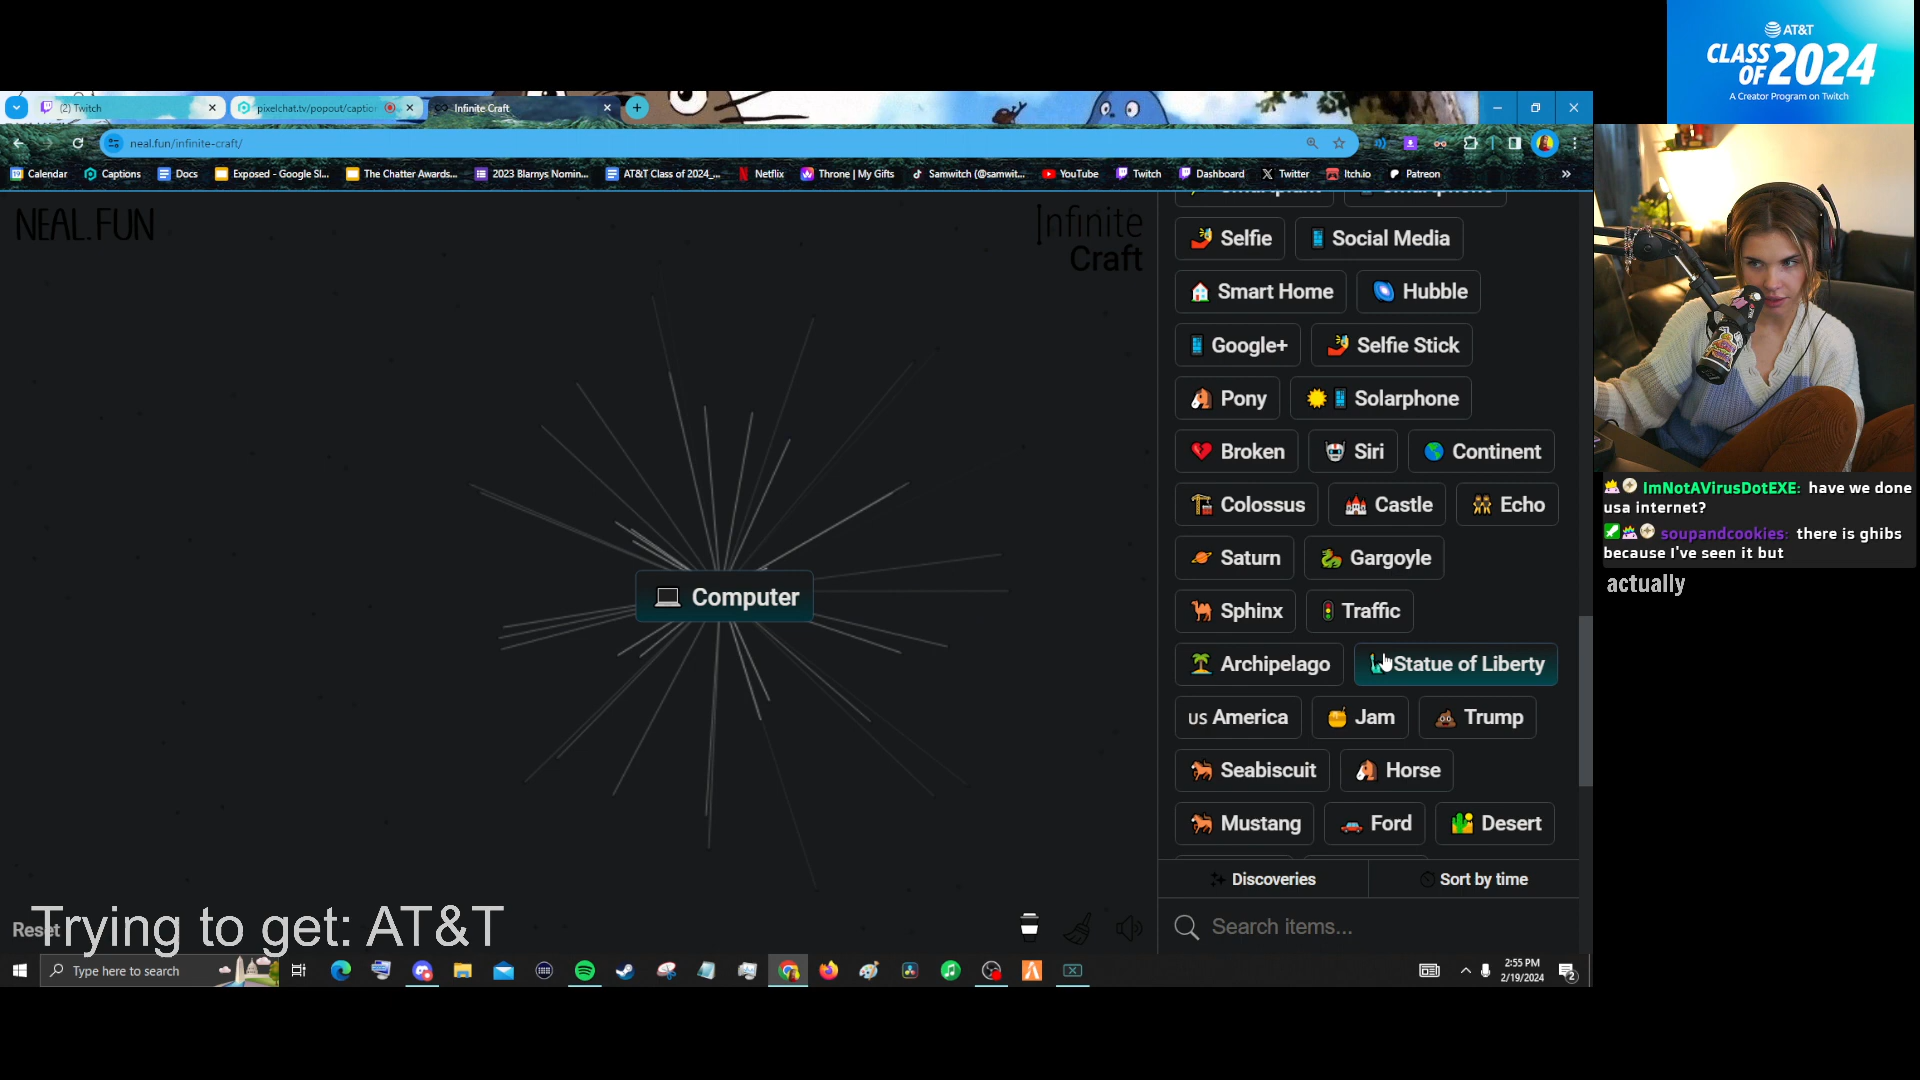 AT&T
CLASS
OF 2024
A Creator Program on Twitch
(2) Twitch
pixelchat.tv/popout/captio
Infinite Craft
neal.fun/infinite-craft/
Calendar
Captions
Docs
Exposed - Google Sl...
The Chatter Awards...
2023 Blarnys Nomin...
AT&T Class of 2024_...
Netflix
Throne | My Gifts
Samwitch (@samwit...
YouTube
Twitch
Dashboard
Twitter
Itch.io
Patreon
»
NEAL.FUN
Infinite
Craft
Selfie
Social Media
Smart Home
Hubble
Google+
Selfie Stick
Pony
Solarphone
Broken
Siri
Continent
Colossus
Castle
Echo
Saturn
Gargoyle
Sphinx
Traffic
Archipelago
Statue of Liberty
US America
Jam
Trump
Seabiscuit
Horse
Mustang
Ford
Desert
Computer
Discoveries
Sort by time
Search items...
Reset
Trying to get: AT&T
Type here to search
2:55 PM
2/19/2024
2
ImNotAVirusDotEXE: have we done
usa internet?
soupandcookies: there is ghibs
because I've seen it but
actually